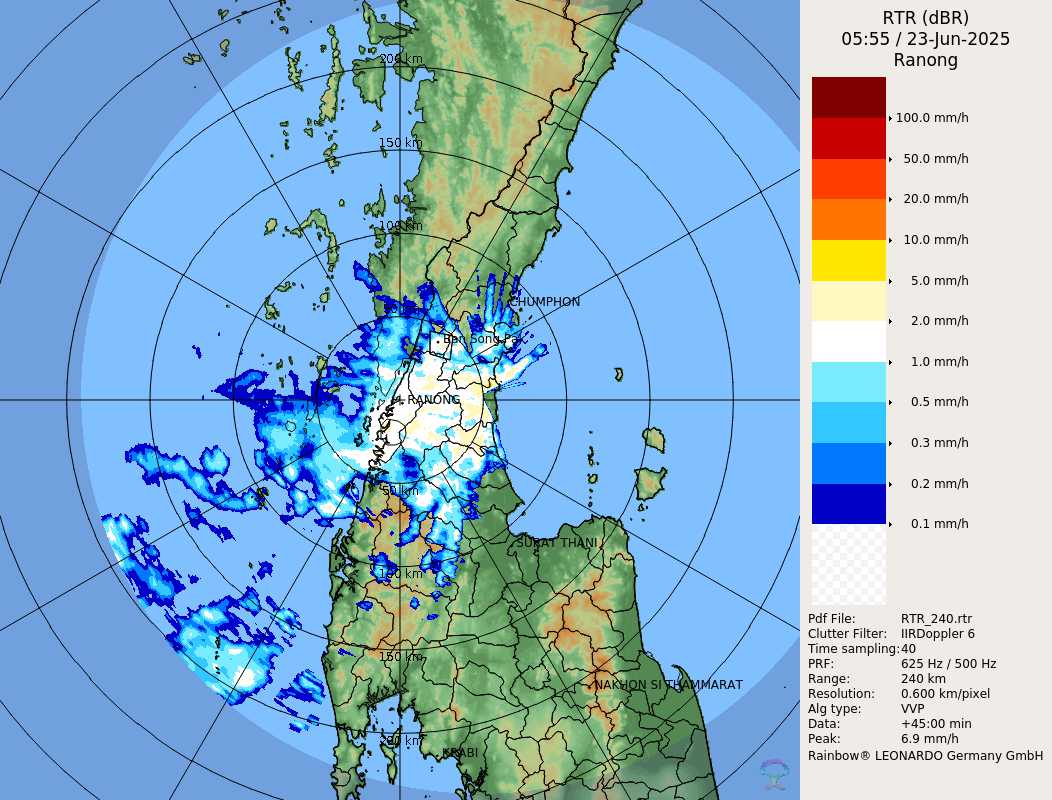 RTR (dBR)
05:55 / 23-Jun-2025
Ranong
100.0 mm/h
50.0 mm/h
20.0 mm/h
10.0 mm/h
5.0 mm/h
2.0 mm/h
1.0 mm/h
0.5 mm/h
0.3 mm/h
0.2 mm/h
0.1 mm/h
Pdf File: RTR_240.rtr
Clutter Filter: IIRDoppler 6
Time sampling:40
PRF: 625 Hz / 500 Hz
Range: 240 km
Resolution: 0.600 km/pixel
Alg type: VVP
Data: +45:00 min
Peak: 6.9 mm/h
Rainbow® LEONARDO Germany GmbH
200 km
150 km
100 km
CHUMPHON
Ban Song Pa
RANONG
50 km
SURAT THANI
100 km
150 km
NAKHON SI THAMMARAT
200 km
KRABI